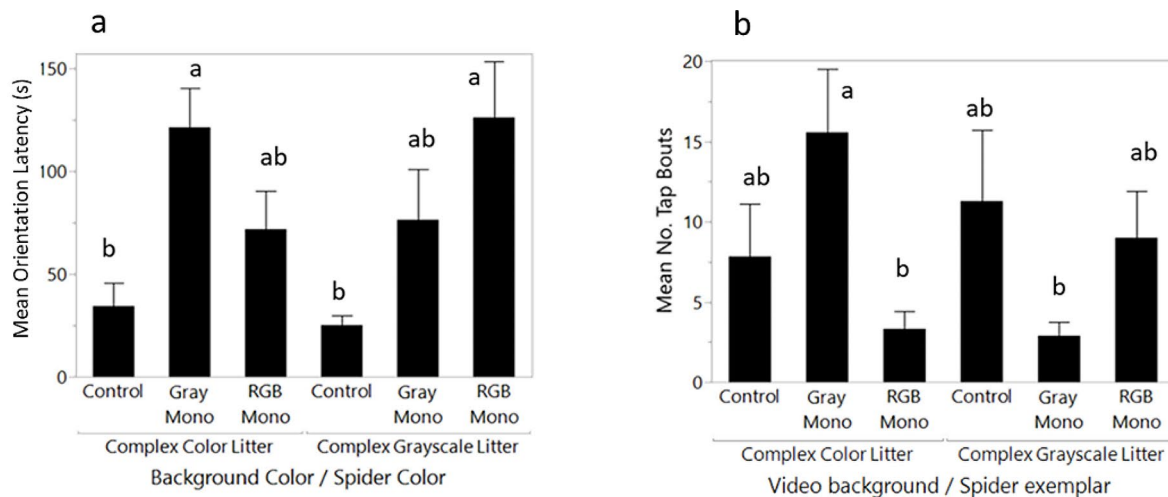 a
Mean Orientation Latency (s)
150
100
50
0
b
a
ab
b
ab
a
Control Gray RGB Control Gray RGB
Mono Mono Mono Mono
Complex Color Litter Complex Grayscale Litter
Background Color / Spider Color
b
Mean No. Tap Bouts
20
15
10
5
0
ab
a
b
ab
b
ab
Control Gray RGB Control Gray RGB
Mono Mono Mono Mono
Complex Color Litter Complex Grayscale Litter
Video background / Spider exemplar